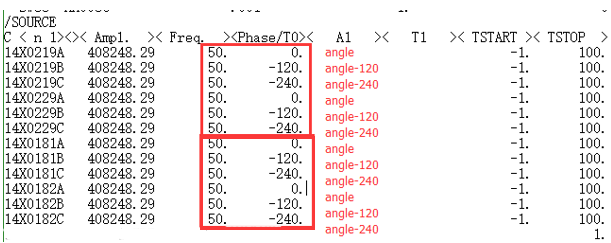 /SOURCE
C < n 1><>< Ampl. >< Freq. ><Phase/T0>< A1 >< T1 >< TSTART >< TSTOP >
14X0219A 408248.29 50. 0. angle -1. 100.
14X0219B 408248.29 50. -120. angle-120 -1. 100.
14X0219C 408248.29 50. -240. angle-240 -1. 100.
14X0229A 408248.29 50. 0. angle -1. 100.
14X0229B 408248.29 50. -120. angle-120 -1. 100.
14X0229C 408248.29 50. -240. angle-240 -1. 100.
14X0181A 408248.29 50. 0. angle -1. 100.
14X0181B 408248.29 50. -120. angle-120 -1. 100.
14X0181C 408248.29 50. -240. angle-240 -1. 100.
14X0182A 408248.29 50. 0. angle -1. 100.
14X0182B 408248.29 50. -120. angle-120 -1. 100.
14X0182C 408248.29 50. -240. angle-240 -1. 100.
1.